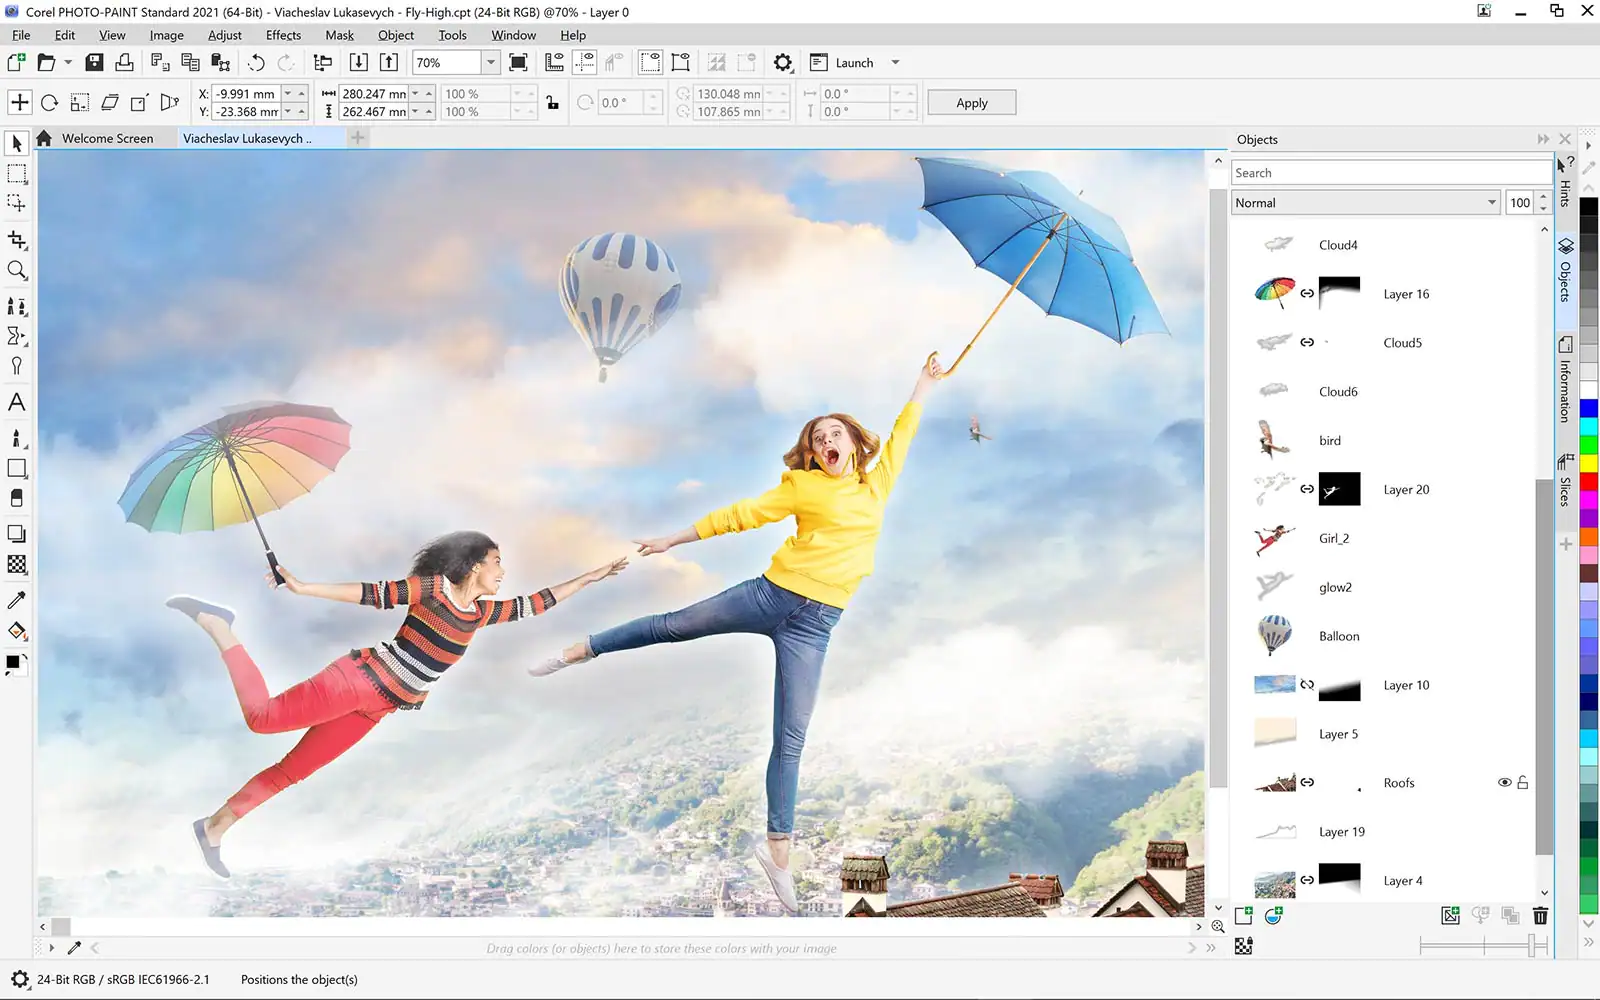 Corel PHOTO-PAINT Standard 2021 (64-Bit) - Viacheslav Lukasevych - Fly-High.cpt (24-Bit RGB) @70% - Layer 0
File Edit View Image Adjust Effects Mask Object Tools Window Help
70% Launch
X: -9.991 mm 280.247 mm 100 % 0.0 ° 130.048 mm 0.0 °
Y: -23.368 mm 262.467 mm 100 % 107.865 mm 0.0 °
Apply
Welcome Screen Viacheslav Lukasevych ..
Objects
Search
Normal 100
Cloud4
Layer 16
Cloud5
Cloud6
bird
Layer 20
Girl_2
glow2
Balloon
Layer 10
Layer 5
Roofs
Layer 19
Layer 4
Hints
Objects
Information
Slices
Drag colors (or objects) here to store these colors with your image
24-Bit RGB / sRGB IEC61966-2.1 Positions the object(s)